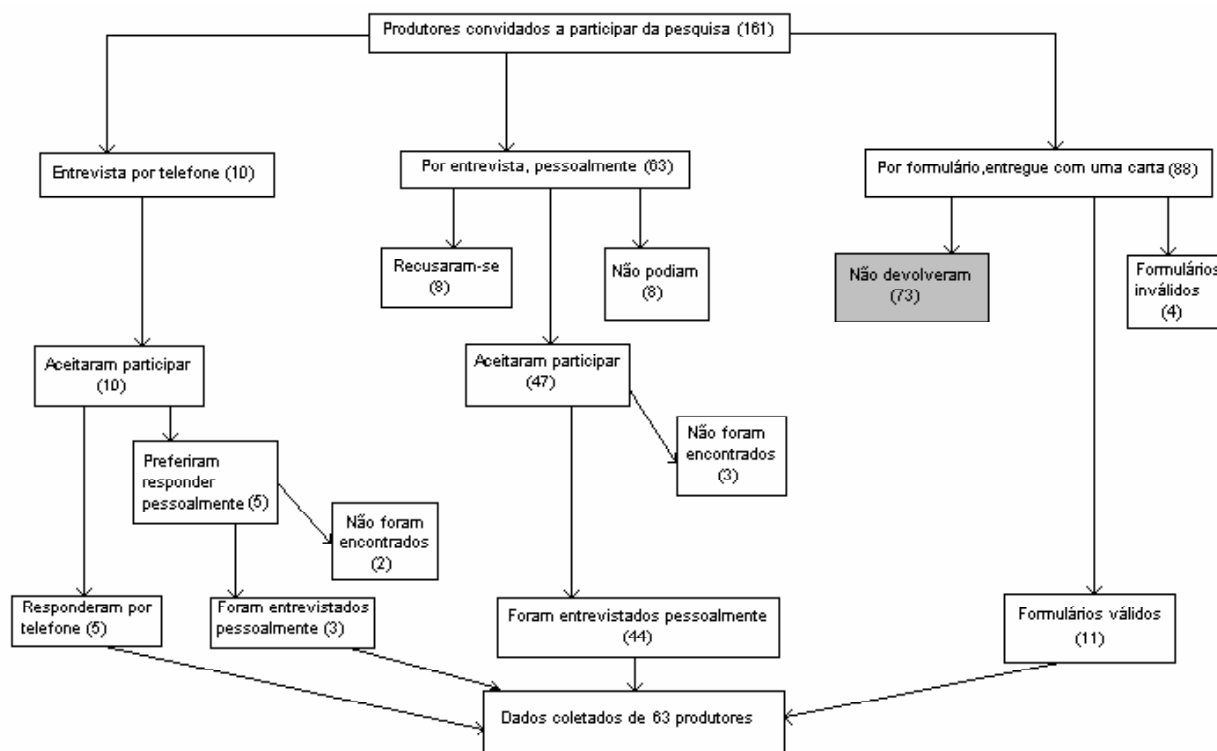 Produtores convidados a participar da pesquisa (161)
Entrevista por telefone (10)
Por entrevista, pessoalmente (63)
Por formulário,entregue com uma carta (88)
Recusaram-se
(8)
Não podiam
(8)
Não devolveram
(73)
Formulários
inválidos
(4)
Aceitaram participar
(10)
Aceitaram participar
(47)
Não foram
encontrados
(3)
Preferiram
responder
pessoalmente (5)
Não foram
encontrados
(2)
Responderam por
telefone (5)
Foram entrevistados
pessoalmente (3)
Foram entrevistados pessoalmente
(44)
Formulários válidos
(11)
Dados coletados de 63 produtores